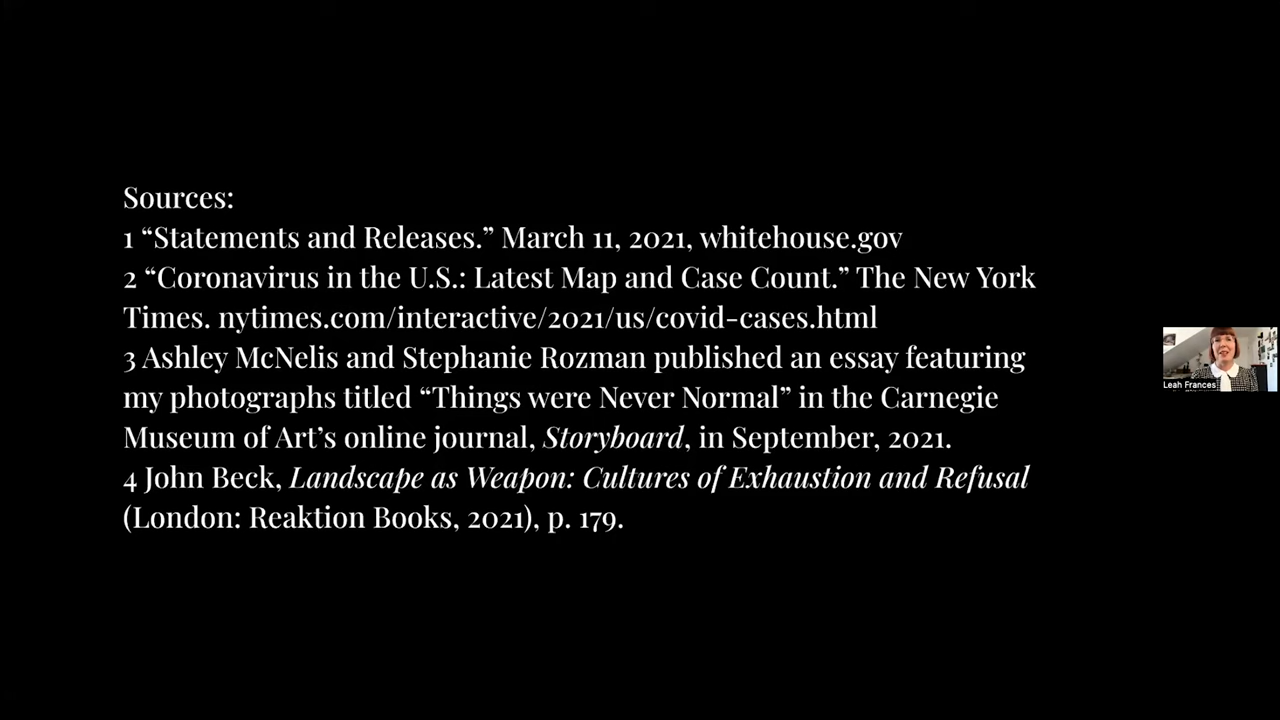 Sources:
1 “Statements and Releases.” March 11, 2021, whitehouse.gov
2 “Coronavirus in the U.S.: Latest Map and Case Count.” The New York
Times. nytimes.com/interactive/2021/us/covid-cases.html
3 Ashley McNelis and Stephanie Rozman published an essay featuring
my photographs titled “Things were Never Normal” in the Carnegie
Museum of Art’s online journal, Storyboard, in September, 2021.
4 John Beck, Landscape as Weapon: Cultures of Exhaustion and Refusal
(London: Reaktion Books, 2021), p. 179.
Leah Frances